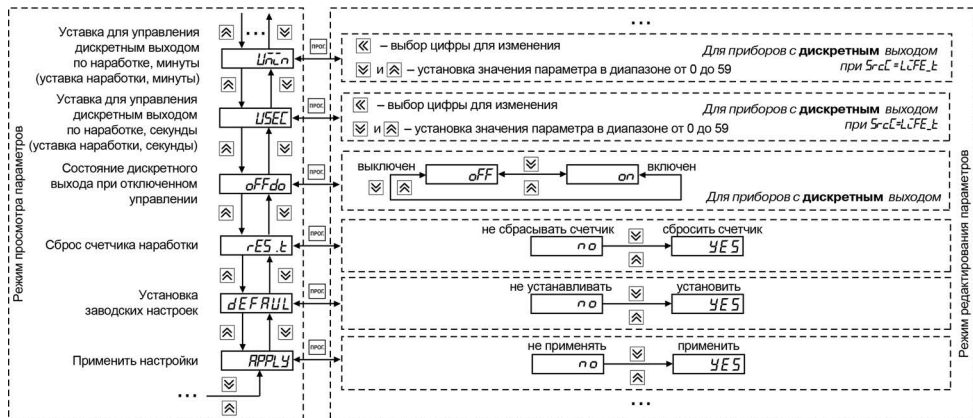 Режим просмотра параметров
...
Уставка для управления
дискретным выходом
по наработке, минуты
(уставка наработки, минуты)
Uňin
ПРОГ
...
– выбор цифры для изменения
и – установка значения параметра в диапазоне от 0 до 59
Для приборов с дискретным выходом
при SrcC=LiFE_t
Уставка для управления
дискретным выходом
по наработке, секунды
(уставка наработки, секунды)
USEC
ПРОГ
– выбор цифры для изменения
и – установка значения параметра в диапазоне от 0 до 59
Для приборов с дискретным выходом
при SrcC=LiFE_t
Состояние дискретного
выхода при отключенном
управлении
oFFdo
ПРОГ
выключен
oFF
on
включен
Для приборов с дискретным выходом
Сброс счетчика наработки
rES.t
ПРОГ
не сбрасывать счетчик
no
сбросить счетчик
YES
Установка
заводских настроек
dEFAUL
ПРОГ
не устанавливать
no
установить
YES
Применить настройки
APPLY
ПРОГ
не применять
no
применить
YES
...
...
Режим редактирования параметров